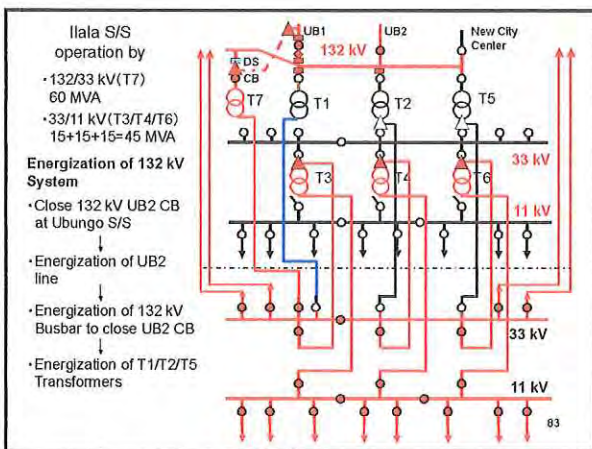 Ilala S/S
operation by
・132/33 kV(T7)
60 MVA
・33/11 kV(T3/T4/T6)
15+15+15=45 MVA
Energization of 132 kV
System
・Close 132 kV UB2 CB
at Ubungo S/S
・Energization of UB2
line
・Energization of 132 kV
Busbar to close UB2 CB
・Energization of T1/T2/T5
Transformers
UB1
UB2
New City
Center
132 kV
DS
CB
T7
T1
T2
T5
33 kV
T3
T4
T6
11 kV
33 kV
11 kV
83